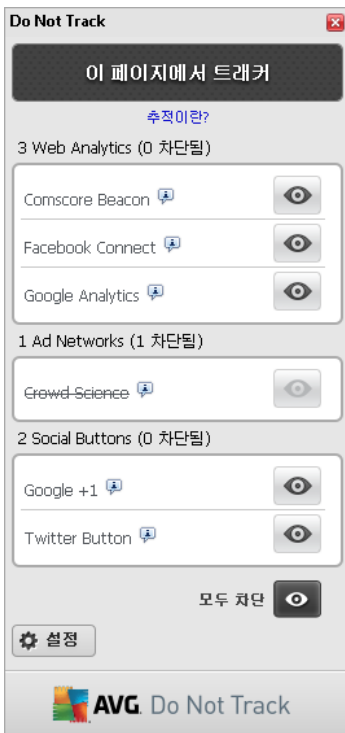 Do Not Track
이 페이지에서 트래커
추적이란?
3 Web Analytics (0 차단됨)
Comscore Beacon
Facebook Connect
Google Analytics
1 Ad Networks (1 차단됨)
Crowd Science
2 Social Buttons (0 차단됨)
Google +1
Twitter Button
모두 차단
설정
AVG. Do Not Track